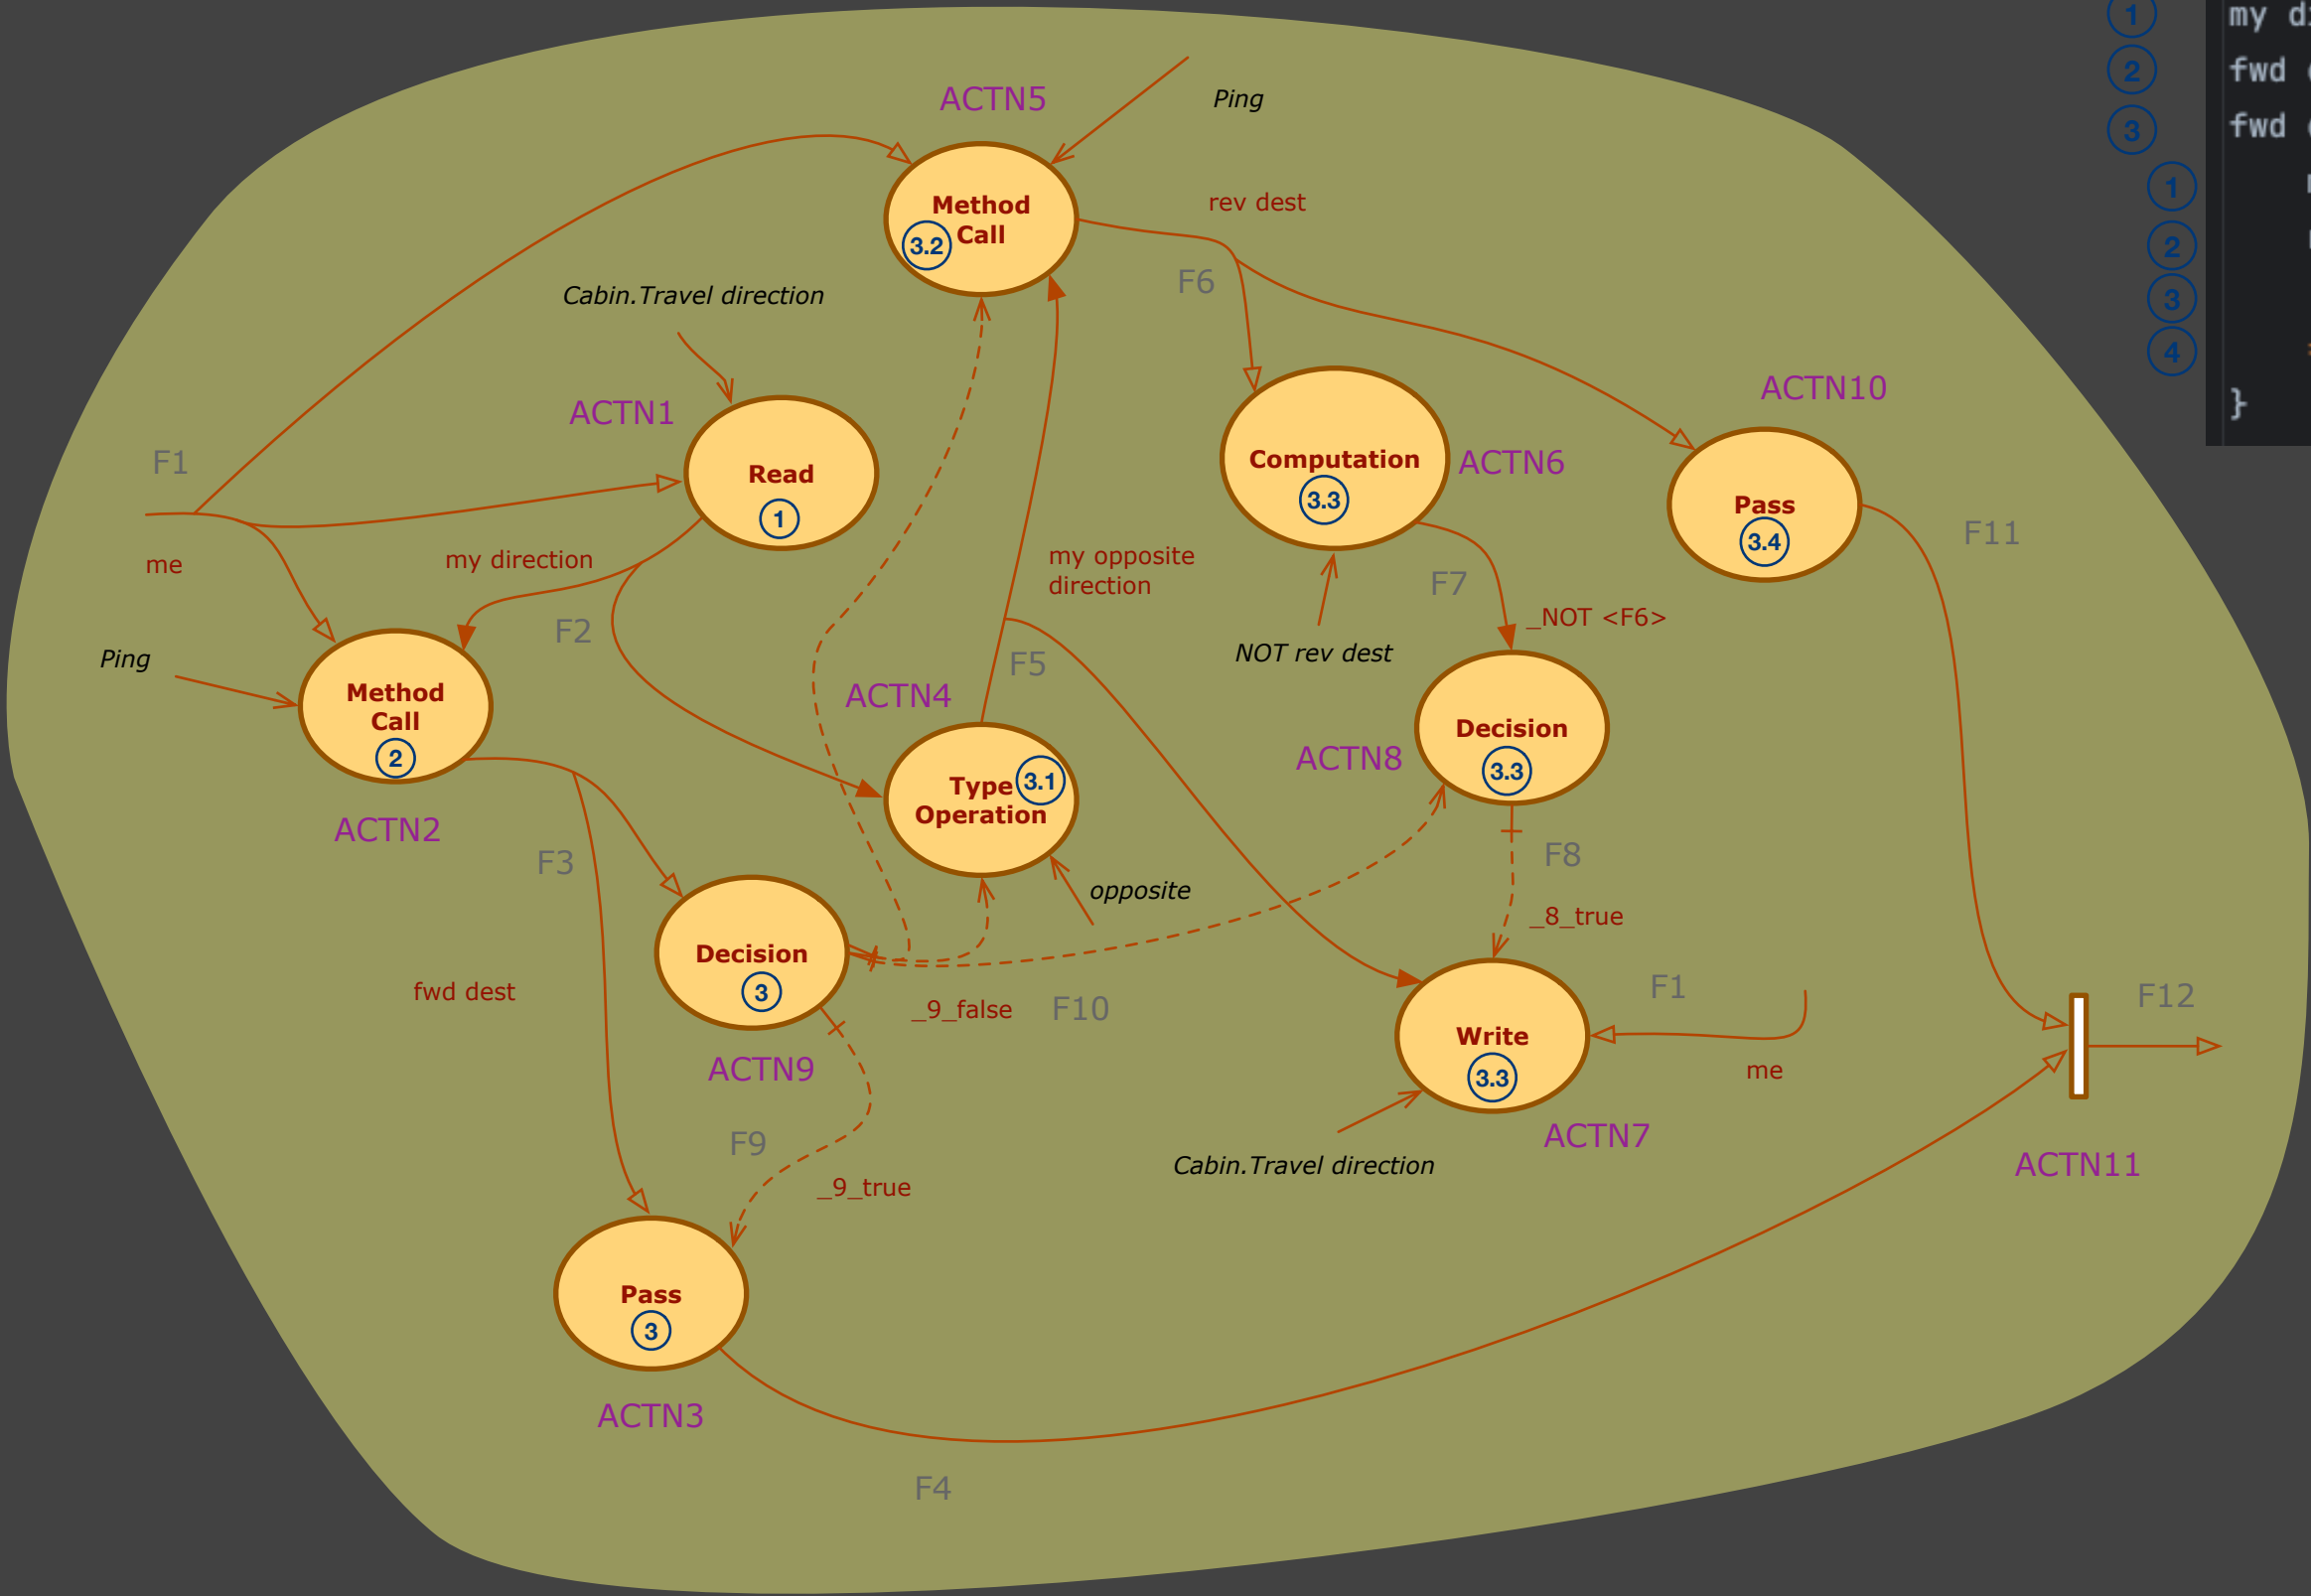 1
my
2
fwd
3
fwd
1
2
3
4
}
ACTN5
Ping
Method
Call
3.2
rev dest
F6
Cabin.Travel direction
ACTN1
Read
1
F1
me
my direction
F2
Computation
3.3
ACTN6
ACTN10
Pass
3.4
F11
my opposite
direction
NOT rev dest
F7
_NOT <F6>
Ping
Method
Call
2
ACTN2
F5
ACTN4
Type
Operation
3.1
opposite
Decision
3.3
ACTN8
F8
_8_true
F3
Decision
3
ACTN9
fwd dest
_9_false
F10
Write
3.3
F1
me
ACTN7
Cabin.Travel direction
F12
ACTN11
F9
_9_true
Pass
3
ACTN3
F4